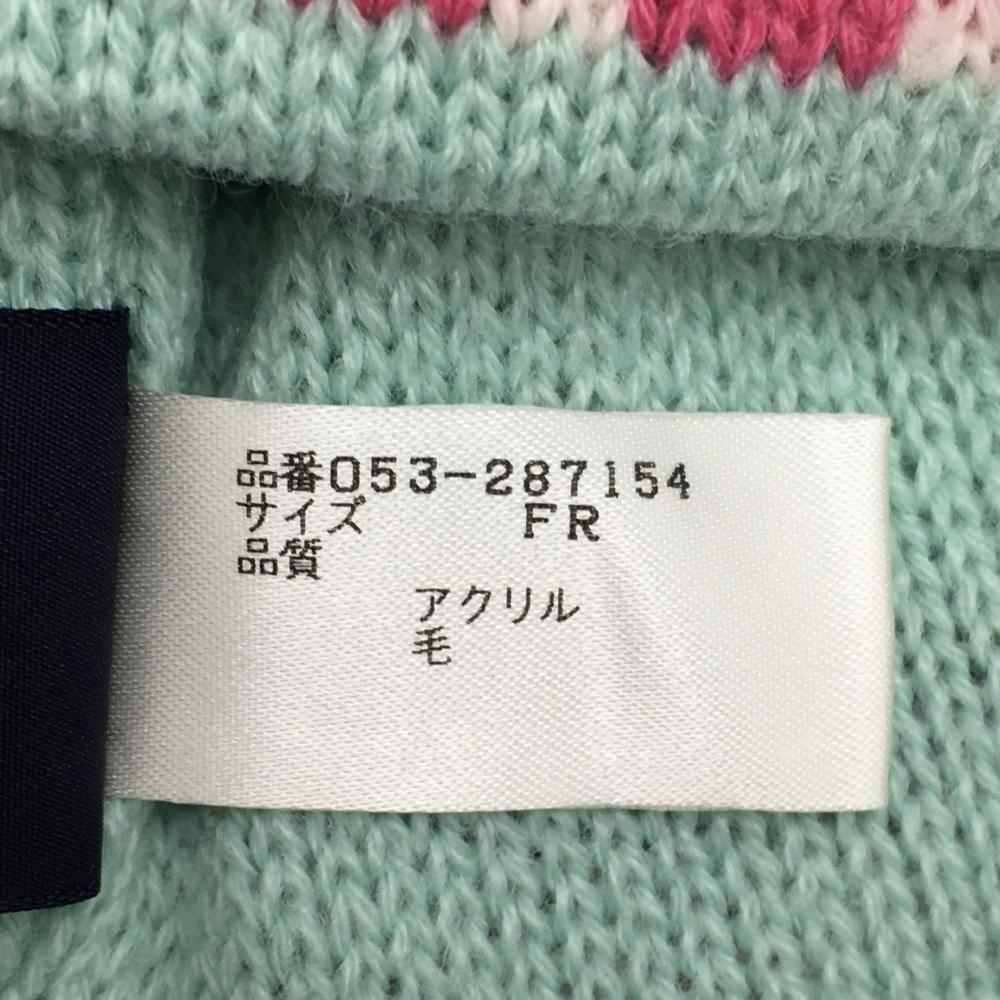 品番053-287154
サイズ FR
品質
アクリル
毛